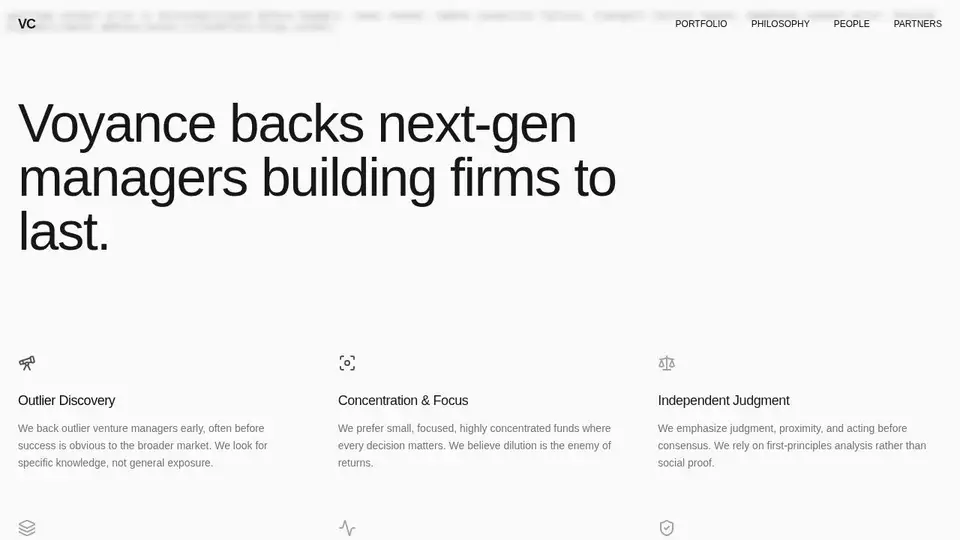 VC
PORTFOLIO
PHILOSOPHY
PEOPLE
PARTNERS
Voyance backs next-gen
managers building firms to
last.
Outlier Discovery
We back outlier venture managers early, often before
success is obvious to the broader market. We look for
specific knowledge, not general exposure.
Concentration & Focus
We prefer small, focused, highly concentrated funds where
every decision matters. We believe dilution is the enemy of
returns.
Independent Judgment
We emphasize judgment, proximity, and acting before
consensus. We rely on first-principles analysis rather than
social proof.